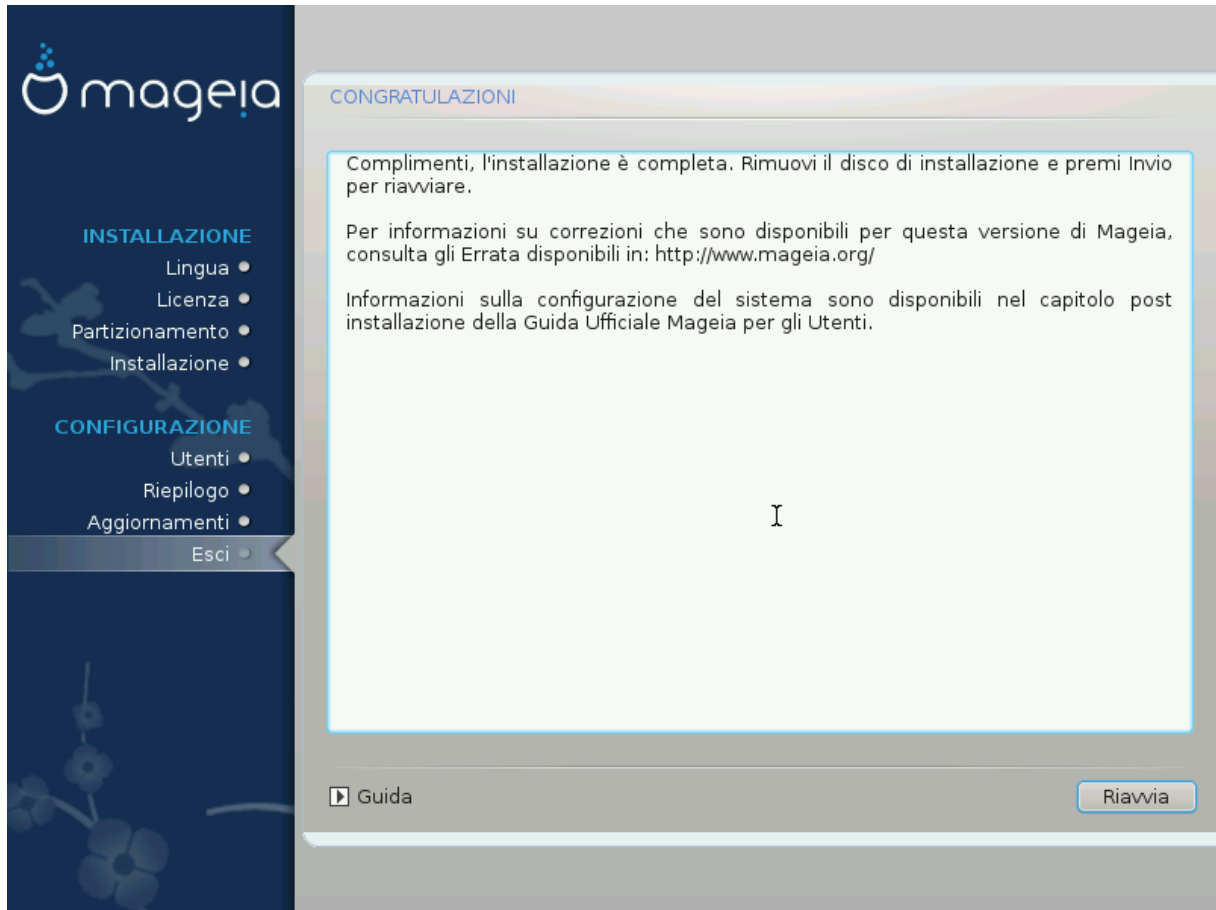 mageia
INSTALLAZIONE
Lingua
Licenza
Partizionamento
Installazione
CONFIGURAZIONE
Utenti
Riepilogo
Aggiornamenti
Esci
CONGRATULAZIONI
Complimenti, l'installazione è completa. Rimuovi il disco di installazione e premi Invio
per riavviare.
Per informazioni su correzioni che sono disponibili per questa versione di Mageia,
consulta gli Errata disponibili in: http://www.mageia.org/
Informazioni sulla configurazione del sistema sono disponibili nel capitolo post
installazione della Guida Ufficiale Mageia per gli Utenti.
Guida
Riavvia